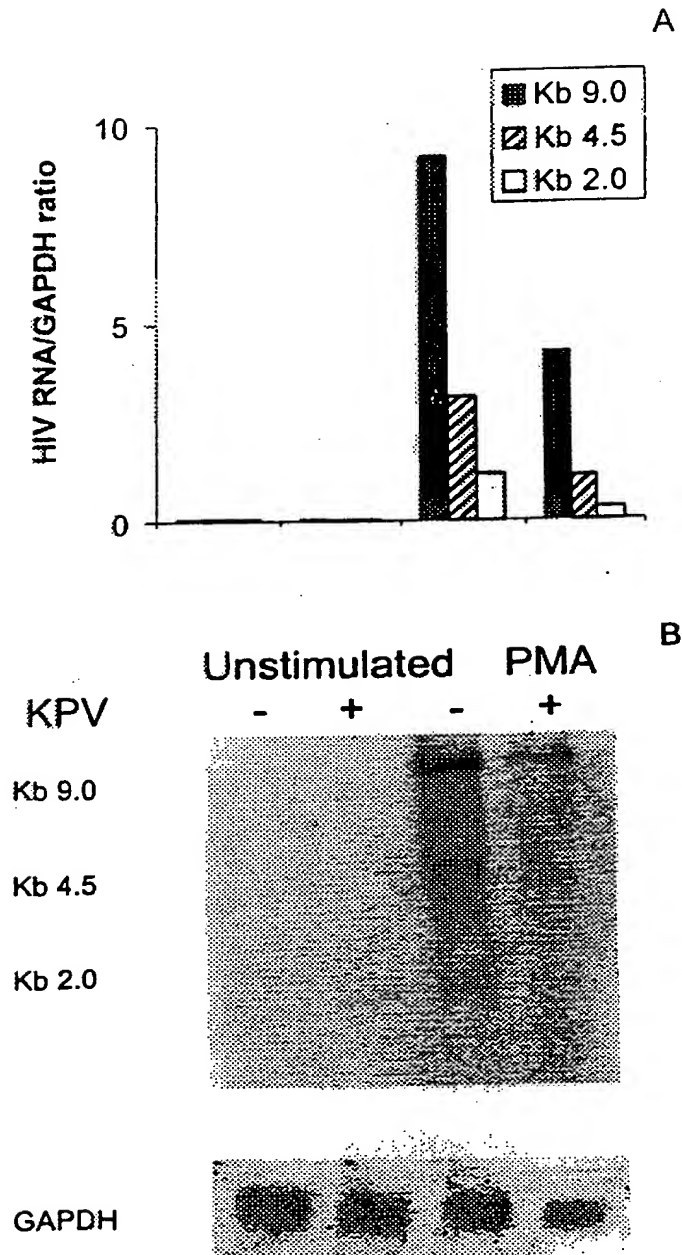 A
Kb 9.0
Kb 4.5
Kb 2.0
10
5
0
HIV RNA/GAPDH ratio
B
Unstimulated PMA
KPV - + - +
Kb 9.0
Kb 4.5
Kb 2.0
GAPDH